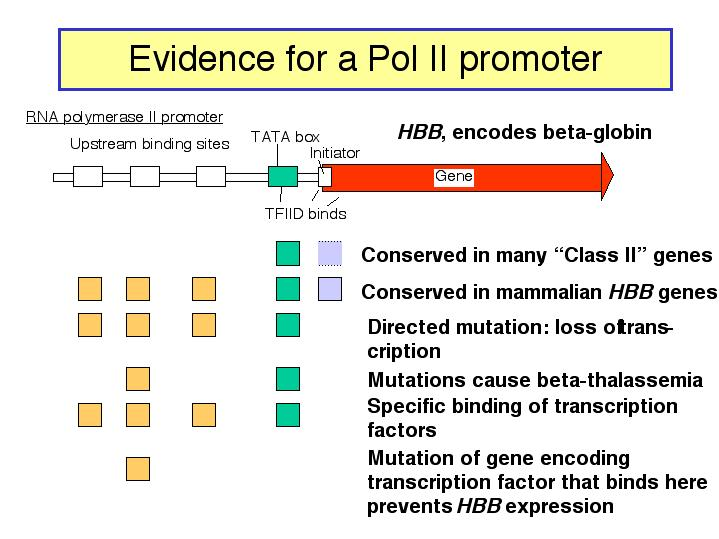 Evidence for a Pol II promoter
RNA polymerase II promoter
HBB, encodes beta-globin
TATA box
Upstream binding sites
Initiator
Gene
TFIID binds
Conserved in many “Class II” genes
Conserved in mammalian HBB genes
Directed mutation: loss of trans-
cription
Mutations cause beta-thalassemia
Specific binding of transcription
factors
Mutation of gene encoding
transcription factor that binds here
prevents HBB expression